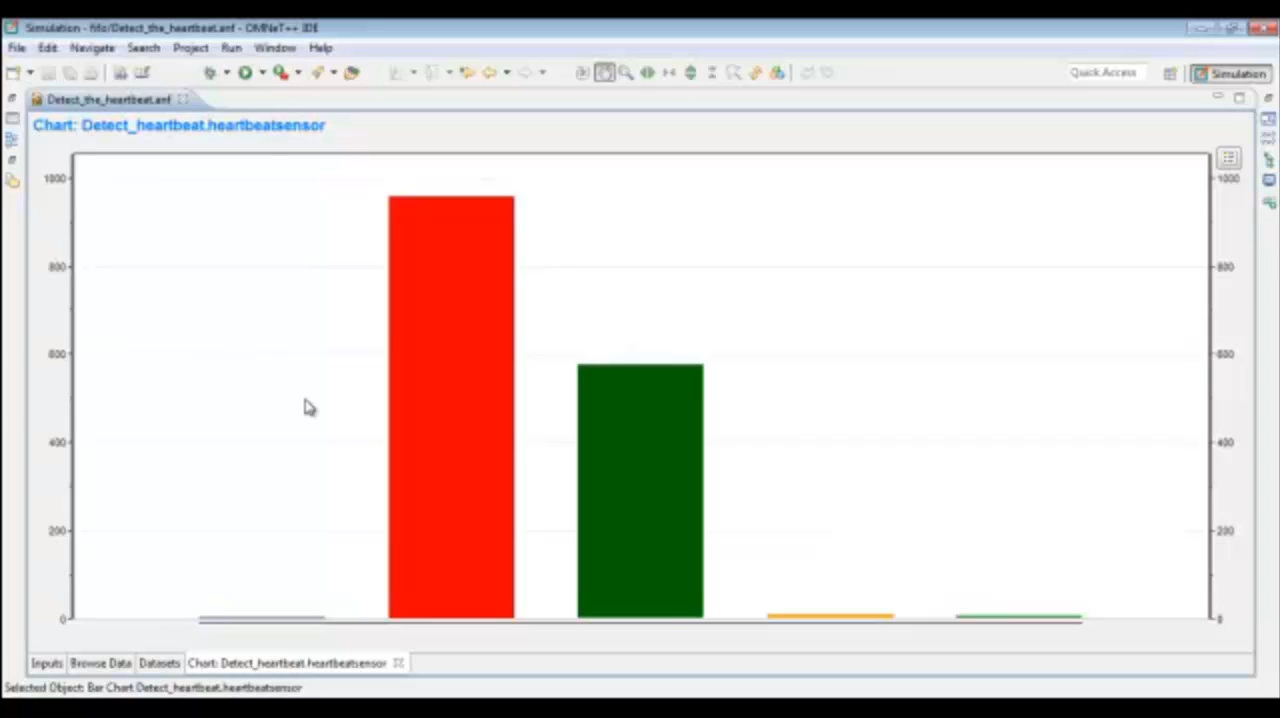 Simulation - fifo/Detect_the_heartbeat.anf - OMNeT++ IDE
File Edit Navigate Search Project Run Window Help
Quick Access
Simulation
Detect_the_heartbeat.anf
Chart: Detect_heartbeat.heartbeatsensor
1000 1000
800 800
600 600
400 400
200 200
0 0
Inputs Browse Data Datasets Chart: Detect_heartbeat.heartbeatsensor
Selected Object: Bar Chart Detect_heartbeat.heartbeatsensor